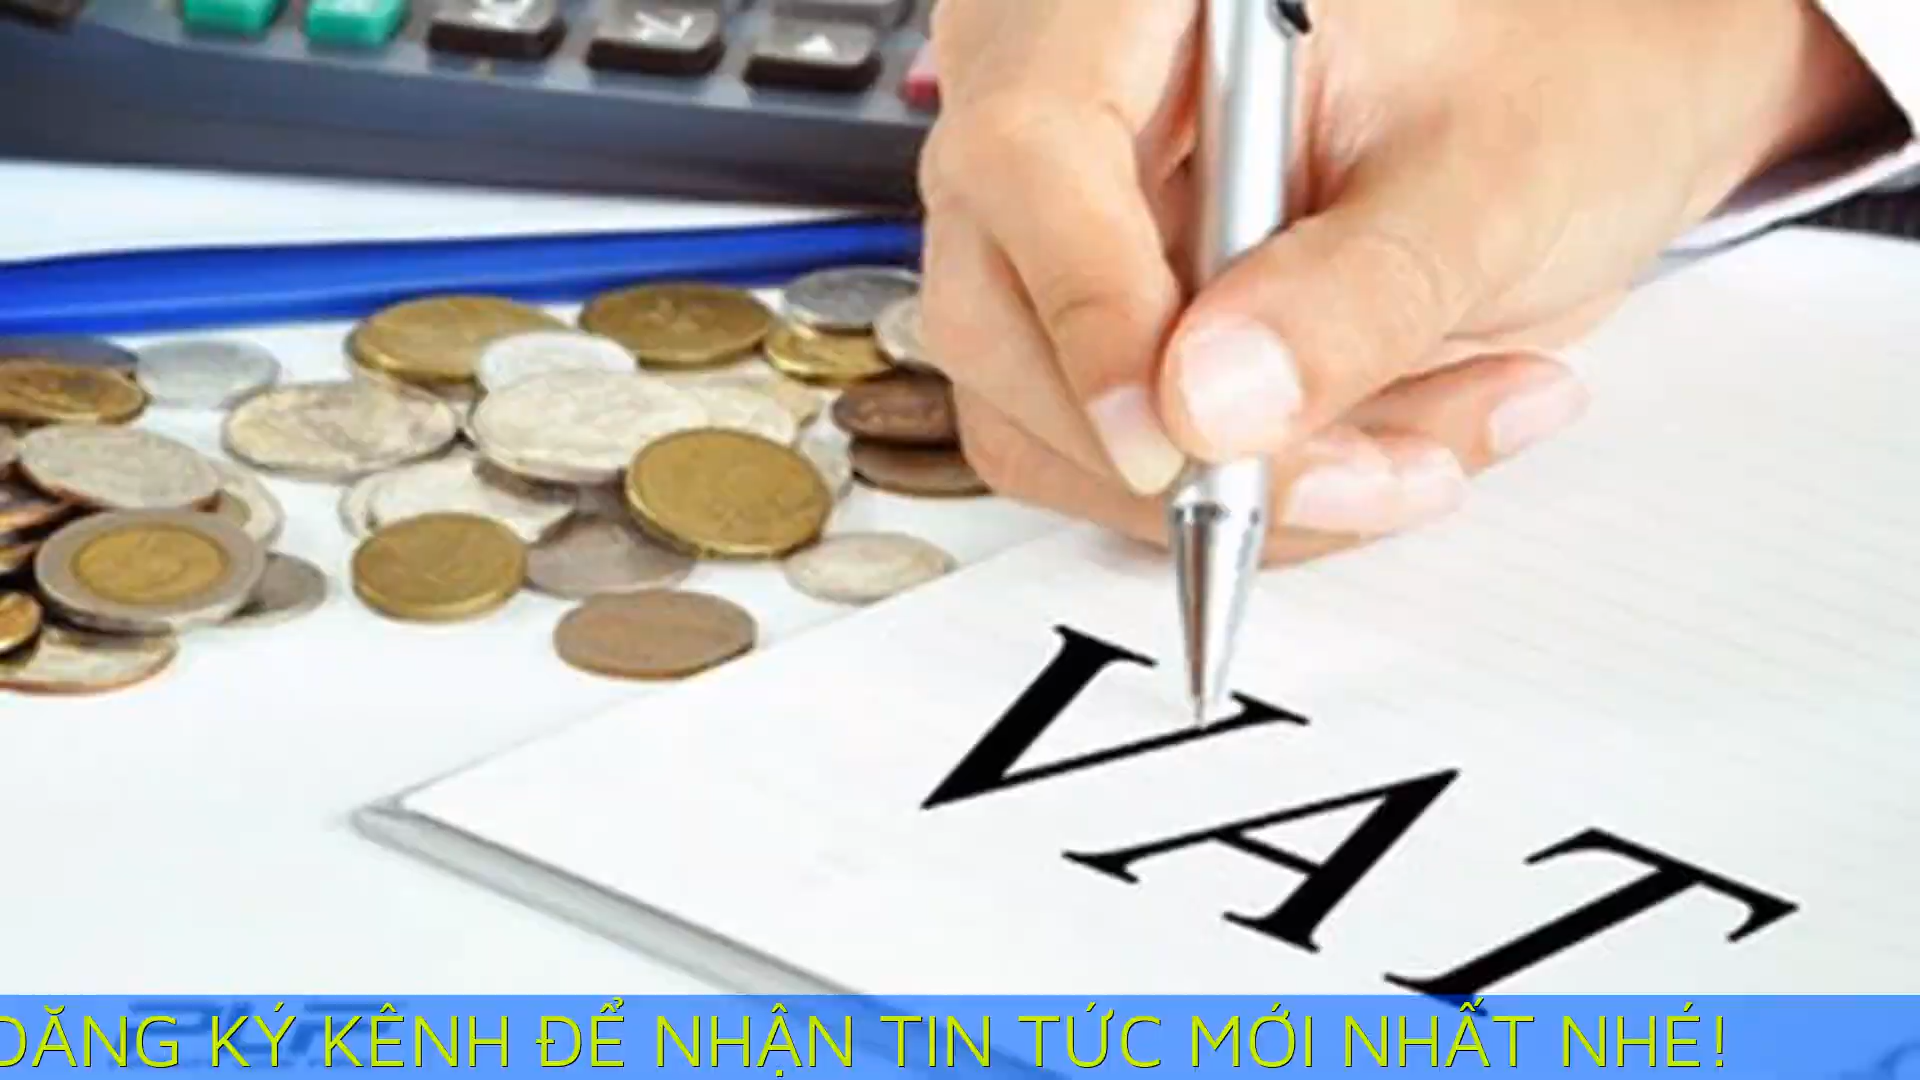 VAT
ĐĂNG KÝ KÊNH ĐỂ NHẬN TIN TỨC MỚI NHẤT NHÉ!